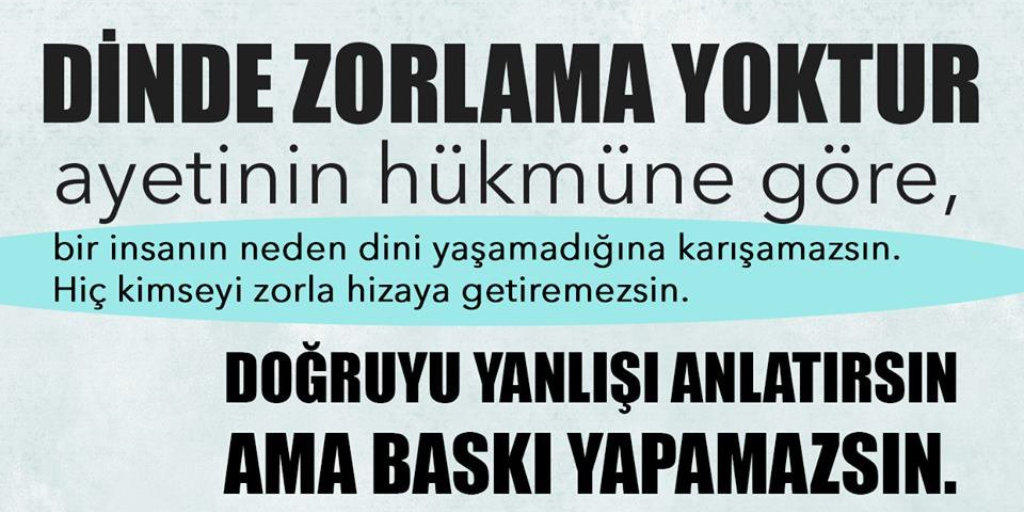 DİNDE ZORLAMA YOKTUR
ayetinin hükmüne göre,
bir insanın neden dini yaşamadığına karışamazsın.
Hiç kimseyi zorla hizaya getiremezsin.
DOĞRUYU YANLIŞI ANLATIRSIN
AMA BASKI YAPAMAZSIN.